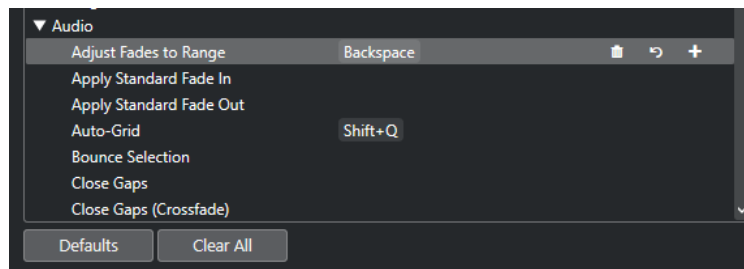 Audio
Adjust Fades to Range Backspace
Apply Standard Fade In
Apply Standard Fade Out
Auto-Grid Shift+Q
Bounce Selection
Close Gaps
Close Gaps (Crossfade)
Defaults Clear All